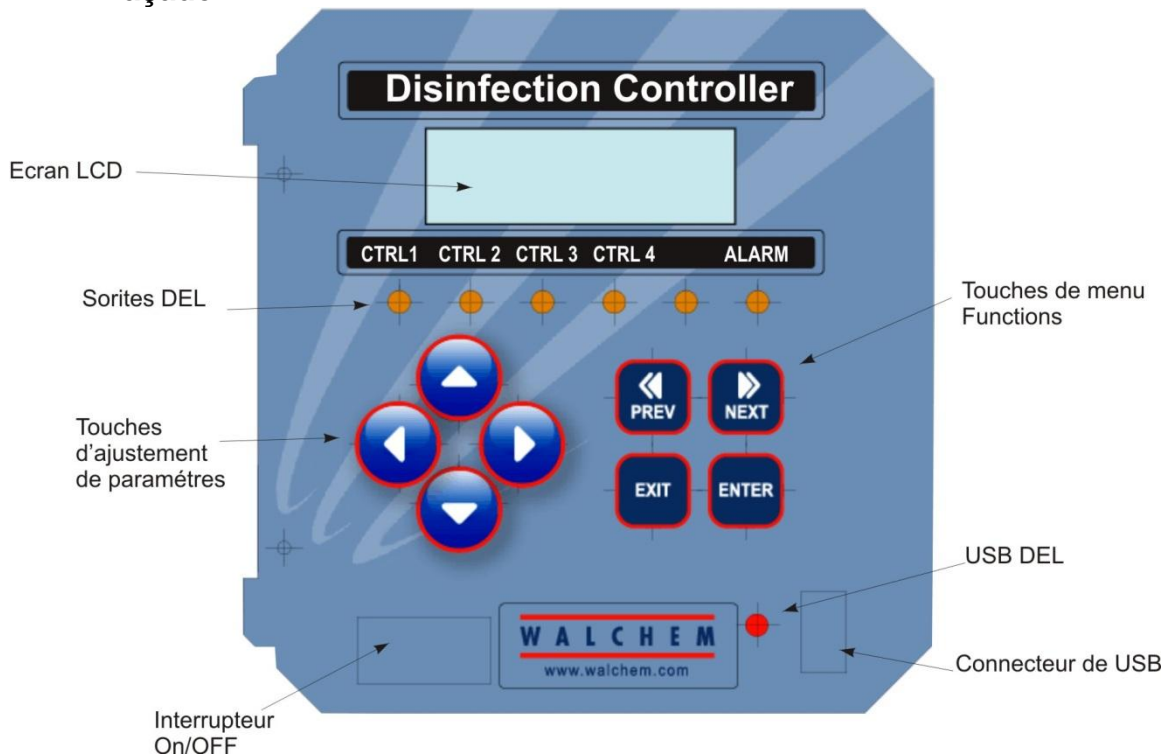 Disinfection Controller
Ecran LCD
CTRL1 CTRL 2 CTRL 3 CTRL 4 ALARM
Sorites DEL
Touches de menu
Functions
PREV
NEXT
Touches
d'ajustement
de paramétres
EXIT
ENTER
USB DEL
WALCHEM
www.walchem.com
Connecteur de USB
Interrupteur
On/OFF